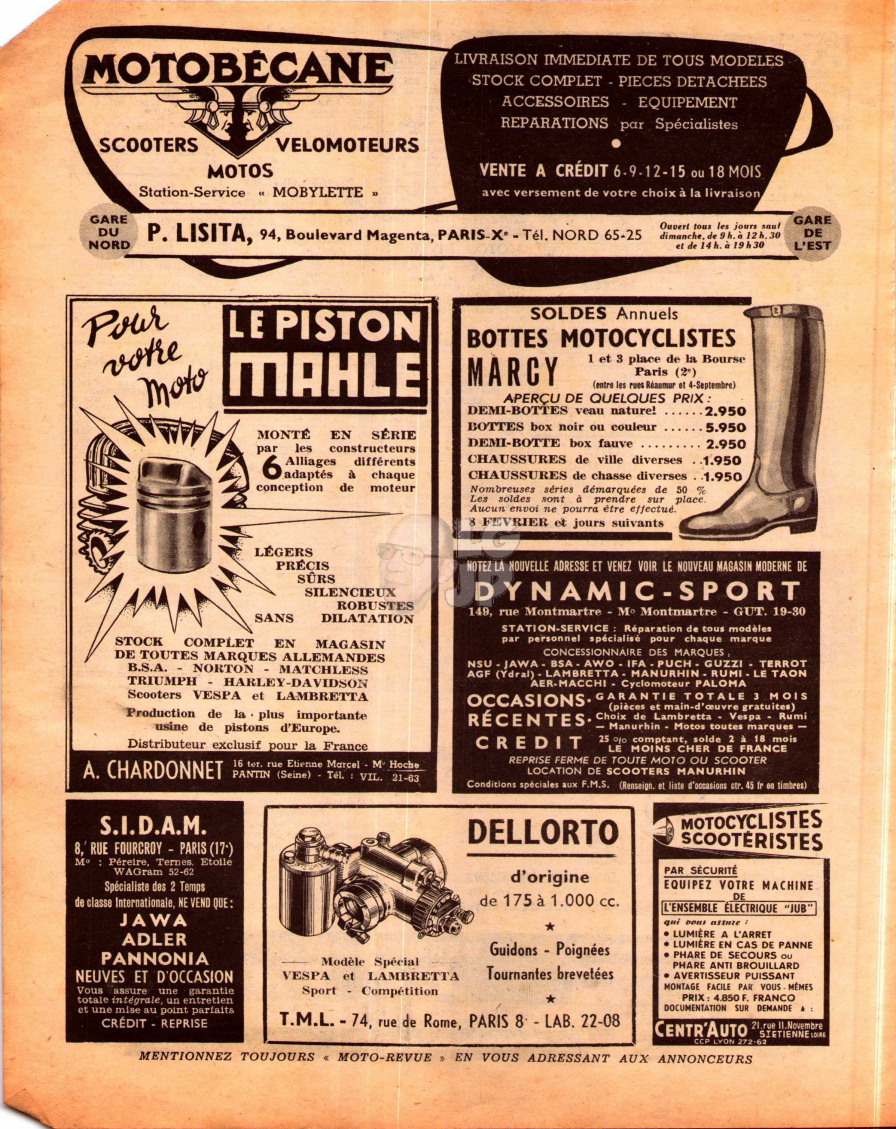 MOTOBÉCANE
SCOOTERS VELOMOTEURS
MOTOS
Station-Service « MOBYLETTE »
LIVRAISON IMMEDIATE DE TOUS MODELES
STOCK COMPLET - PIECES DETACHEES
ACCESSOIRES - EQUIPEMENT
REPARATIONS par Spécialistes
VENTE A CRÉDIT 6-9-12-15 ou 18 MOIS
avec versement de votre choix à la livraison
GARE
DU
NORD
P. LISITA, 94, Boulevard Magenta, PARIS-Xe - Tél. NORD 65-25
Ouvert tous les jours sauf
dimanche, de 9 h. à 12 h. 30
et de 14 h. à 19 h 30
GARE
DE
L'EST
Pour
votre
Moto
LE PISTON
MAHLE
MONTÉ EN SÉRIE
par les constructeurs
6 Alliages différents
adaptés à chaque
conception de moteur
LÉGERS
PRÉCIS
SÛRS
SILENCIEUX
ROBUSTES
SANS DILATATION
STOCK COMPLET EN MAGASIN
DE TOUTES MARQUES ALLEMANDES
B.S.A. - NORTON - MATCHLESS
TRIUMPH - HARLEY-DAVIDSON
Scooters VESPA et LAMBRETTA
Production de la plus importante
usine de pistons d'Europe.
Distributeur exclusif pour la France
A. CHARDONNET 16 ter, rue Etienne Marcel - Mo Hoche
PANTIN (Seine) - Tél. : VIL. 21-63
SOLDES Annuels
BOTTES MOTOCYCLISTES
MARCY 1 et 3 place de la Bourse
Paris (2e)
(entre les rues Réaumur et 4-Septembre)
APERÇU DE QUELQUES PRIX :
DEMI-BOTTES veau naturel ......2.950
BOTTES box noir ou couleur .....5.950
DEMI-BOTTE box fauve .........2.950
CHAUSSURES de ville diverses ..1.950
CHAUSSURES de chasse diverses .1.950
Nombreuses séries démarquées de 50 %
Les soldes sont à prendre sur place.
Aucun envoi ne pourra être effectué.
8 FEVRIER et jours suivants
NOTEZ LA NOUVELLE ADRESSE ET VENEZ VOIR LE NOUVEAU MAGASIN MODERNE DE
DYNAMIC-SPORT
149, rue Montmartre - Mo Montmartre - GUT. 19-30
STATION-SERVICE : Réparation de tous modèles
par personnel spécialisé pour chaque marque
CONCESSIONNAIRE DES MARQUES :
NSU - JAWA - BSA - AWO - IFA - PUCH - GUZZI - TERROT
AGF (Ydral) - LAMBRETTA - MANURHIN - RUMI - LE TAON
AER-MACCHI - Cyclomoteur PALOMA
OCCASIONS RÉCENTES
GARANTIE TOTALE 3 MOIS
(pièces et main-d'œuvre gratuites)
Choix de Lambretta - Vespa - Rumi
— Manurhin - Motos toutes marques —
CREDIT 25 % comptant, solde 2 à 18 mois
LE MOINS CHER DE FRANCE
REPRISE FERME DE TOUTE MOTO OU SCOOTER
LOCATION DE SCOOTERS MANURHIN
Conditions spéciales aux F.M.S. (Renseign. et liste d'occasions ctr. 45 fr en timbres)
S.I.D.A.M.
8, RUE FOURCROY - PARIS (17e)
Mo : Péreire, Ternes, Etoile
WAGram 52-62
Spécialiste des 2 Temps
de classe Internationale, NE VEND QUE :
JAWA
ADLER
PANNONIA
NEUVES ET D'OCCASION
Vous assure une garantie
totale intégrale, un entretien
et une mise au point parfaits
CRÉDIT - REPRISE
DELLORTO
d'origine
de 175 à 1.000 cc.
Guidons - Poignées
Tournantes brevetées
Modèle Spécial
VESPA et LAMBRETTA
Sport - Compétition
T.M.L. - 74, rue de Rome, PARIS 8e - LAB. 22-08
MOTOCYCLISTES
SCOOTÉRISTES
PAR SÉCURITÉ
EQUIPEZ VOTRE MACHINE
DE
L'ENSEMBLE ÉLECTRIQUE "JUB"
qui vous assure :
• LUMIÈRE A L'ARRET
• LUMIÈRE EN CAS DE PANNE
• PHARE DE SECOURS ou
PHARE ANTI BROUILLARD
• AVERTISSEUR PUISSANT
MONTAGE FACILE PAR VOUS-MÊMES
PRIX : 4.850 F. FRANCO
DOCUMENTATION SUR DEMANDE A :
CENTR'AUTO 21, rue 11, Novembre
ST ETIENNE LOIRE
CCP LYON 272-62
MENTIONNEZ TOUJOURS « MOTO-REVUE » EN VOUS ADRESSANT AUX ANNONCEURS